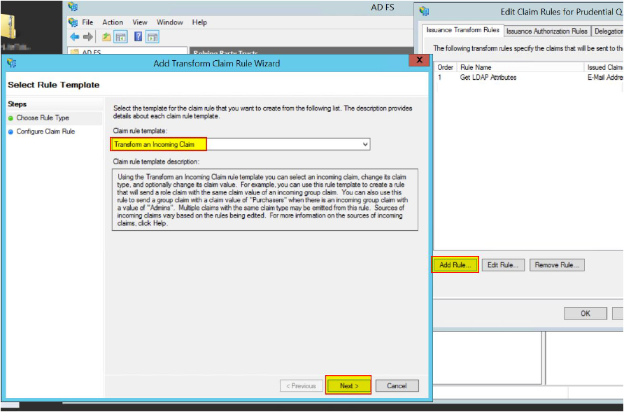 AD FS
File Action View Window Help
AD FS
Edit Claim Rules for Prudential Q
Issuance Transform Rules Issuance Authorization Rules Delegation
The following transform rules specify the claims that will be sent to the
Order Rule Name Issued Claim
1 Get LDAP Attributes E-Mail Addre
Add Rule... Edit Rule... Remove Rule...
OK
Add Transform Claim Rule Wizard
X
Select Rule Template
Steps
Choose Rule Type
Configure Claim Rule
Select the template for the claim rule that you want to create from the following list. The description provides
details about each claim rule template.
Claim rule template:
Transform an Incoming Claim
Claim rule template description:
Using the Transform an Incoming Claim rule template you can select an incoming claim, change its claim
type, and optionally change its claim value. For example, you can use this rule template to create a rule
that will send a role claim with the same claim value of an incoming group claim. You can also use this
rule to send a group claim with a claim value of "Purchasers" when there is an incoming group claim with
a value of "Admins". Multiple claims with the same claim type may be emitted from this rule. Sources of
incoming claims vary based on the rules being edited. For more information on the sources of incoming
claims, click Help.
< Previous Next > Cancel